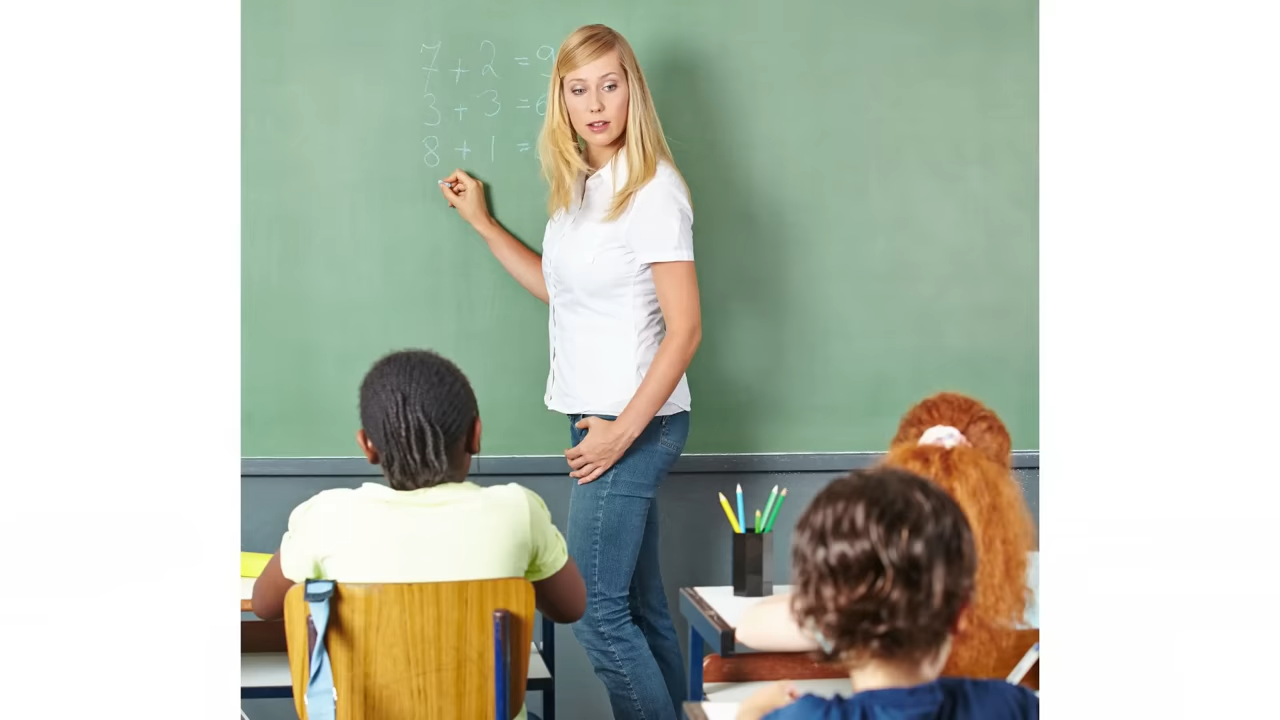 7 + 2 = 9
3 + 3 = 6
8 + 1 =